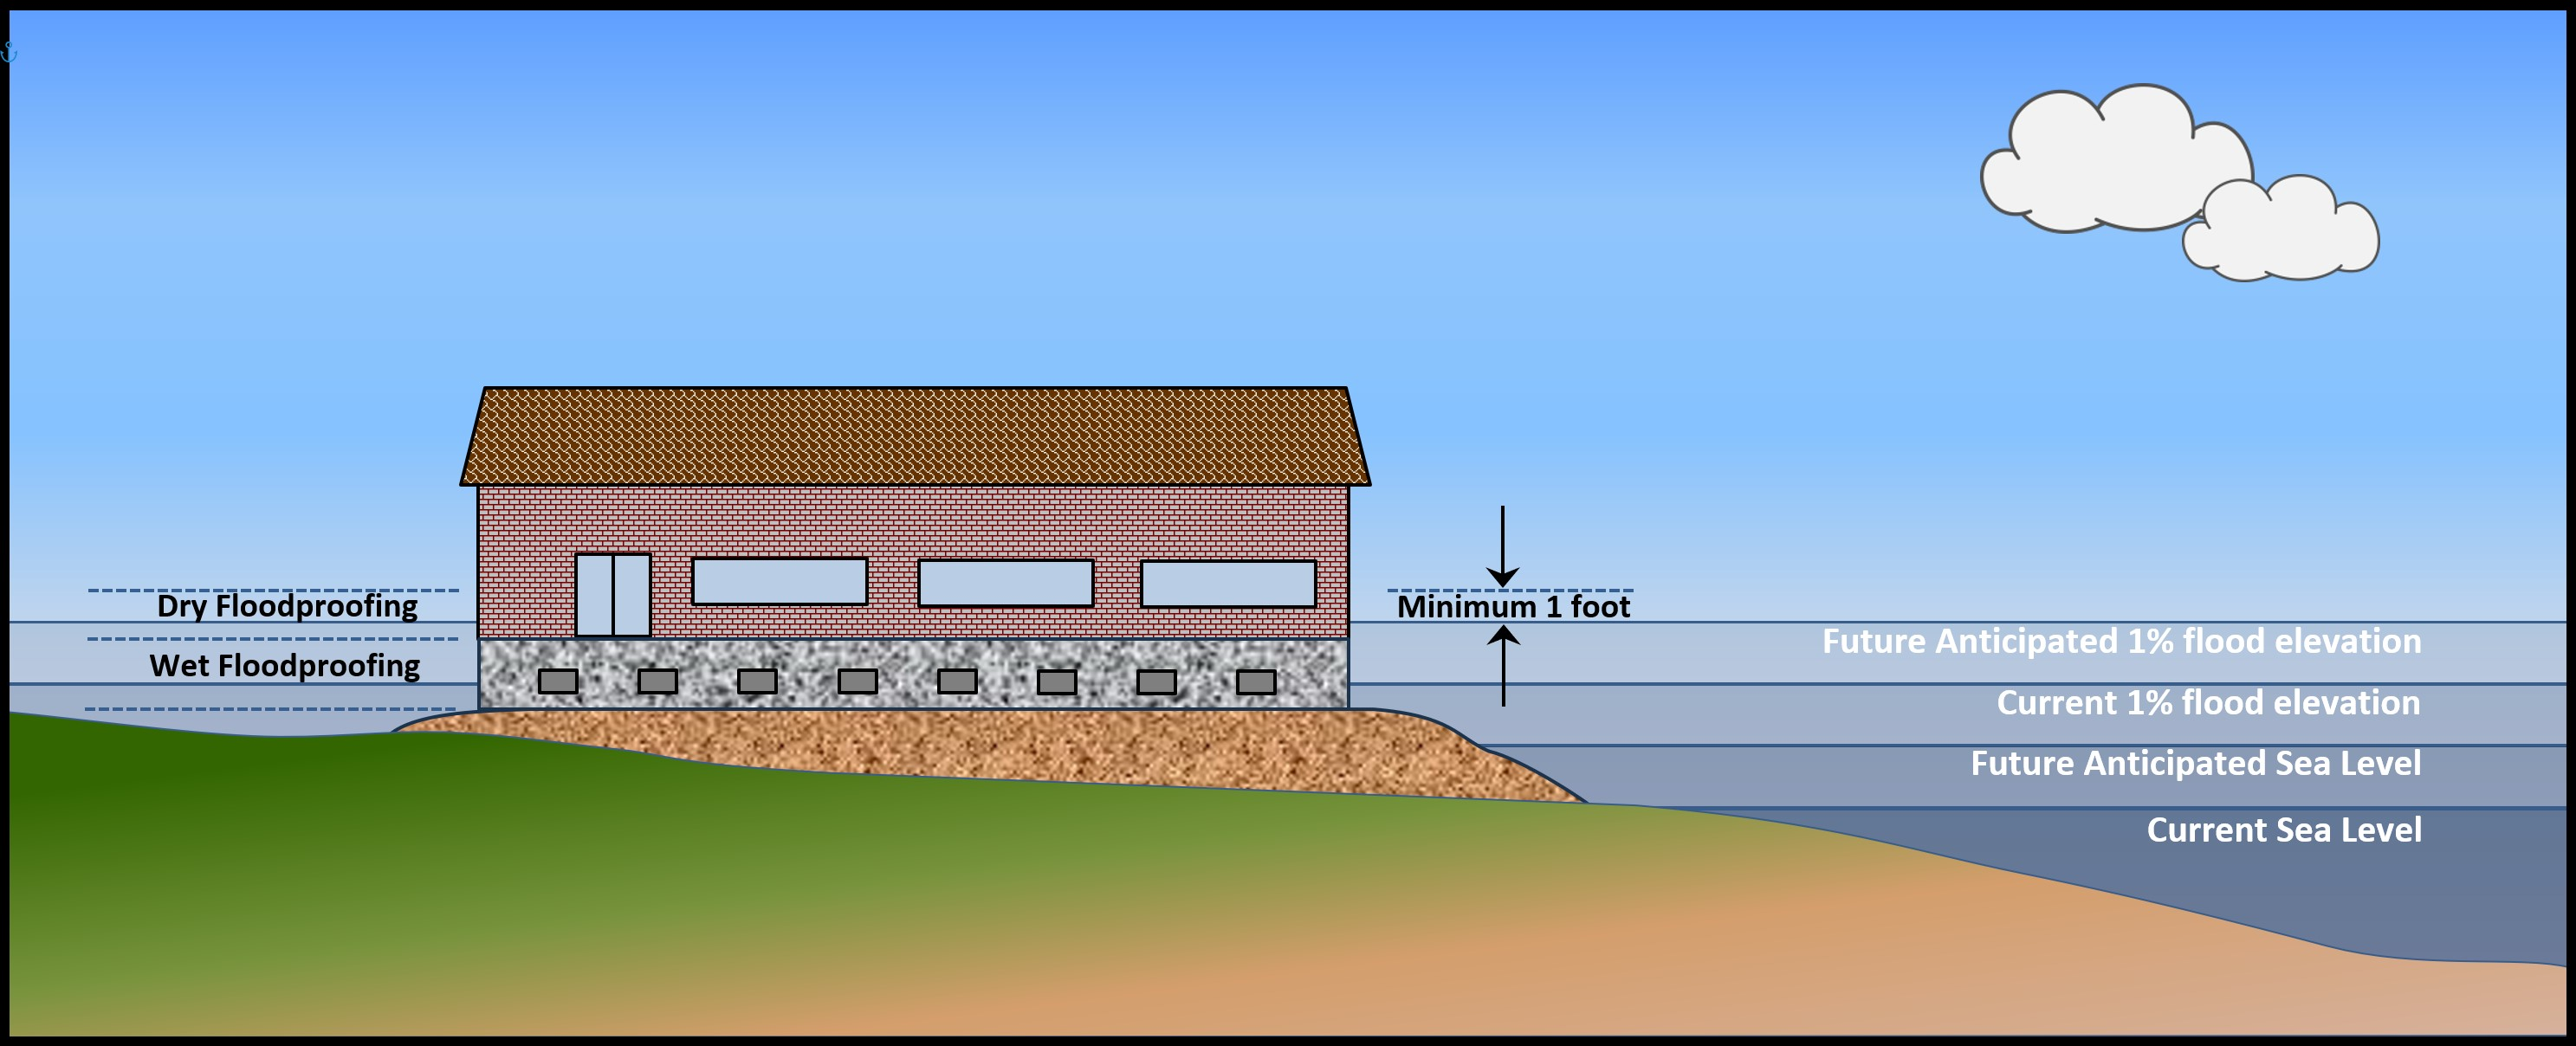 Dry Floodproofing
Minimum 1 foot
Future Anticipated 1% flood elevation
Wet Floodproofing
Current 1% flood elevation
Future Anticipated Sea Level
Current Sea Level